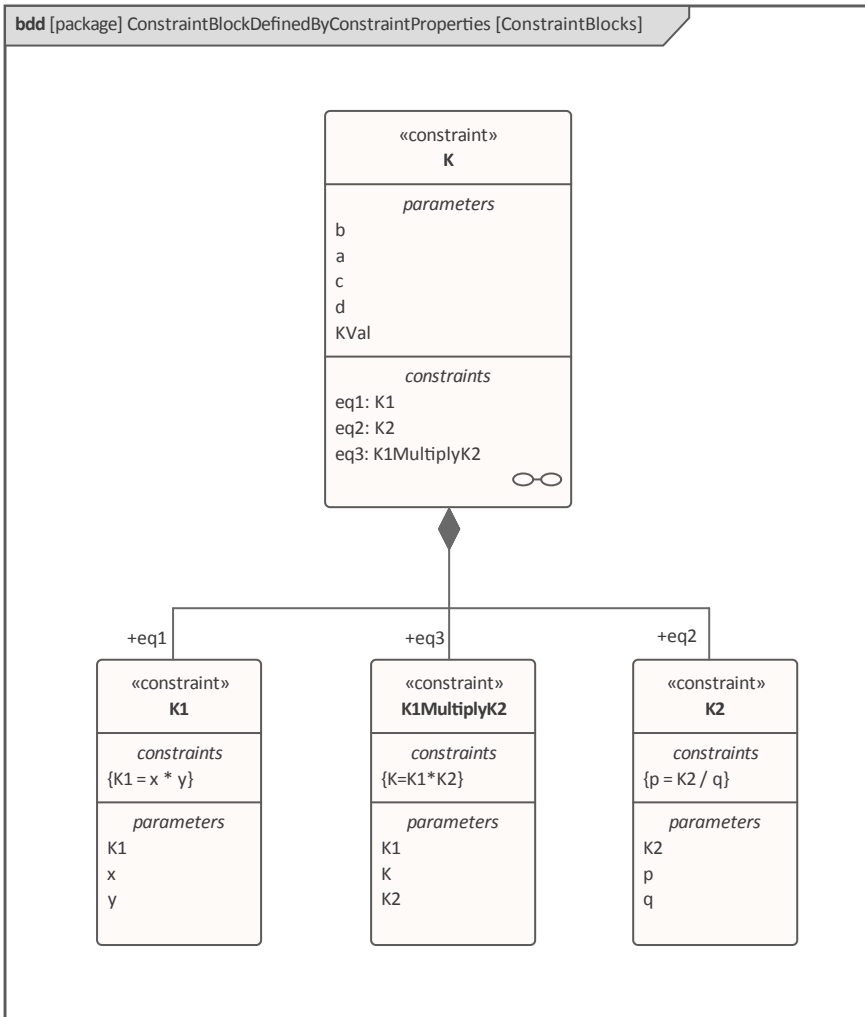 bdd [package] ConstraintBlockDefinedByConstraintProperties [ConstraintBlocks]
«constraint»
K
parameters
b
a
c
d
KVal
constraints
eq1: K1
eq2: K2
eq3: K1MultiplyK2
+eq1
+eq3
+eq2
«constraint»
K1
constraints
{K1 = x * y}
parameters
K1
x
y
«constraint»
K1MultiplyK2
constraints
{K=K1*K2}
parameters
K1
K
K2
«constraint»
K2
constraints
{p = K2 / q}
parameters
K2
p
q